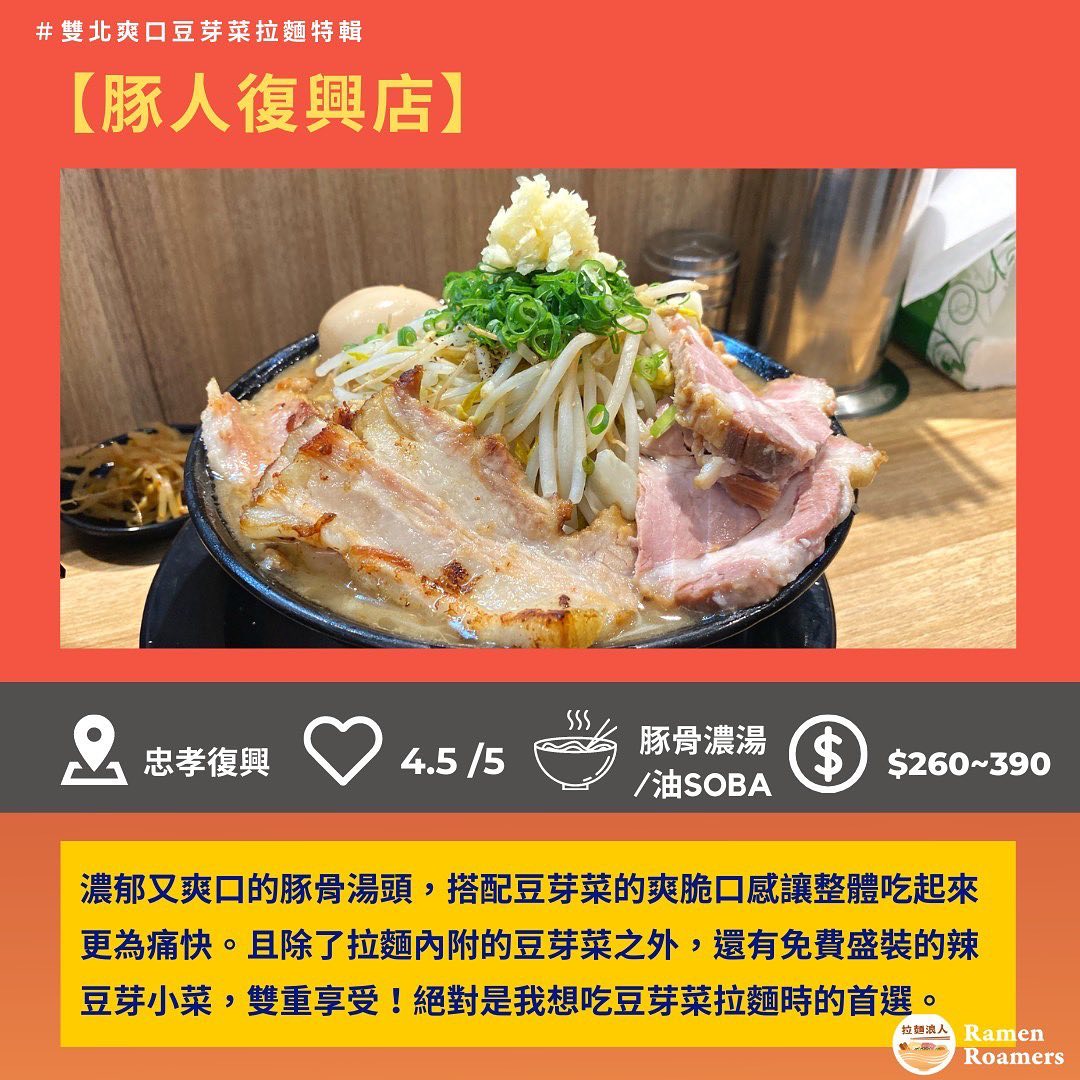 #雙北爽口豆芽菜拉麵特輯
【豚人復興店】
忠孝復興
4.5 /5
豚骨濃湯
/油SOBA
$260~390
濃郁又爽口的豚骨湯頭，搭配豆芽菜的爽脆口感讓整體吃起來
更為痛快。且除了拉麵內附的豆芽菜之外，還有免費盛裝的辣
豆芽小菜，雙重享受！絕對是我想吃豆芽菜拉麵時的首選。
拉麵浪人
Ramen
Roamers